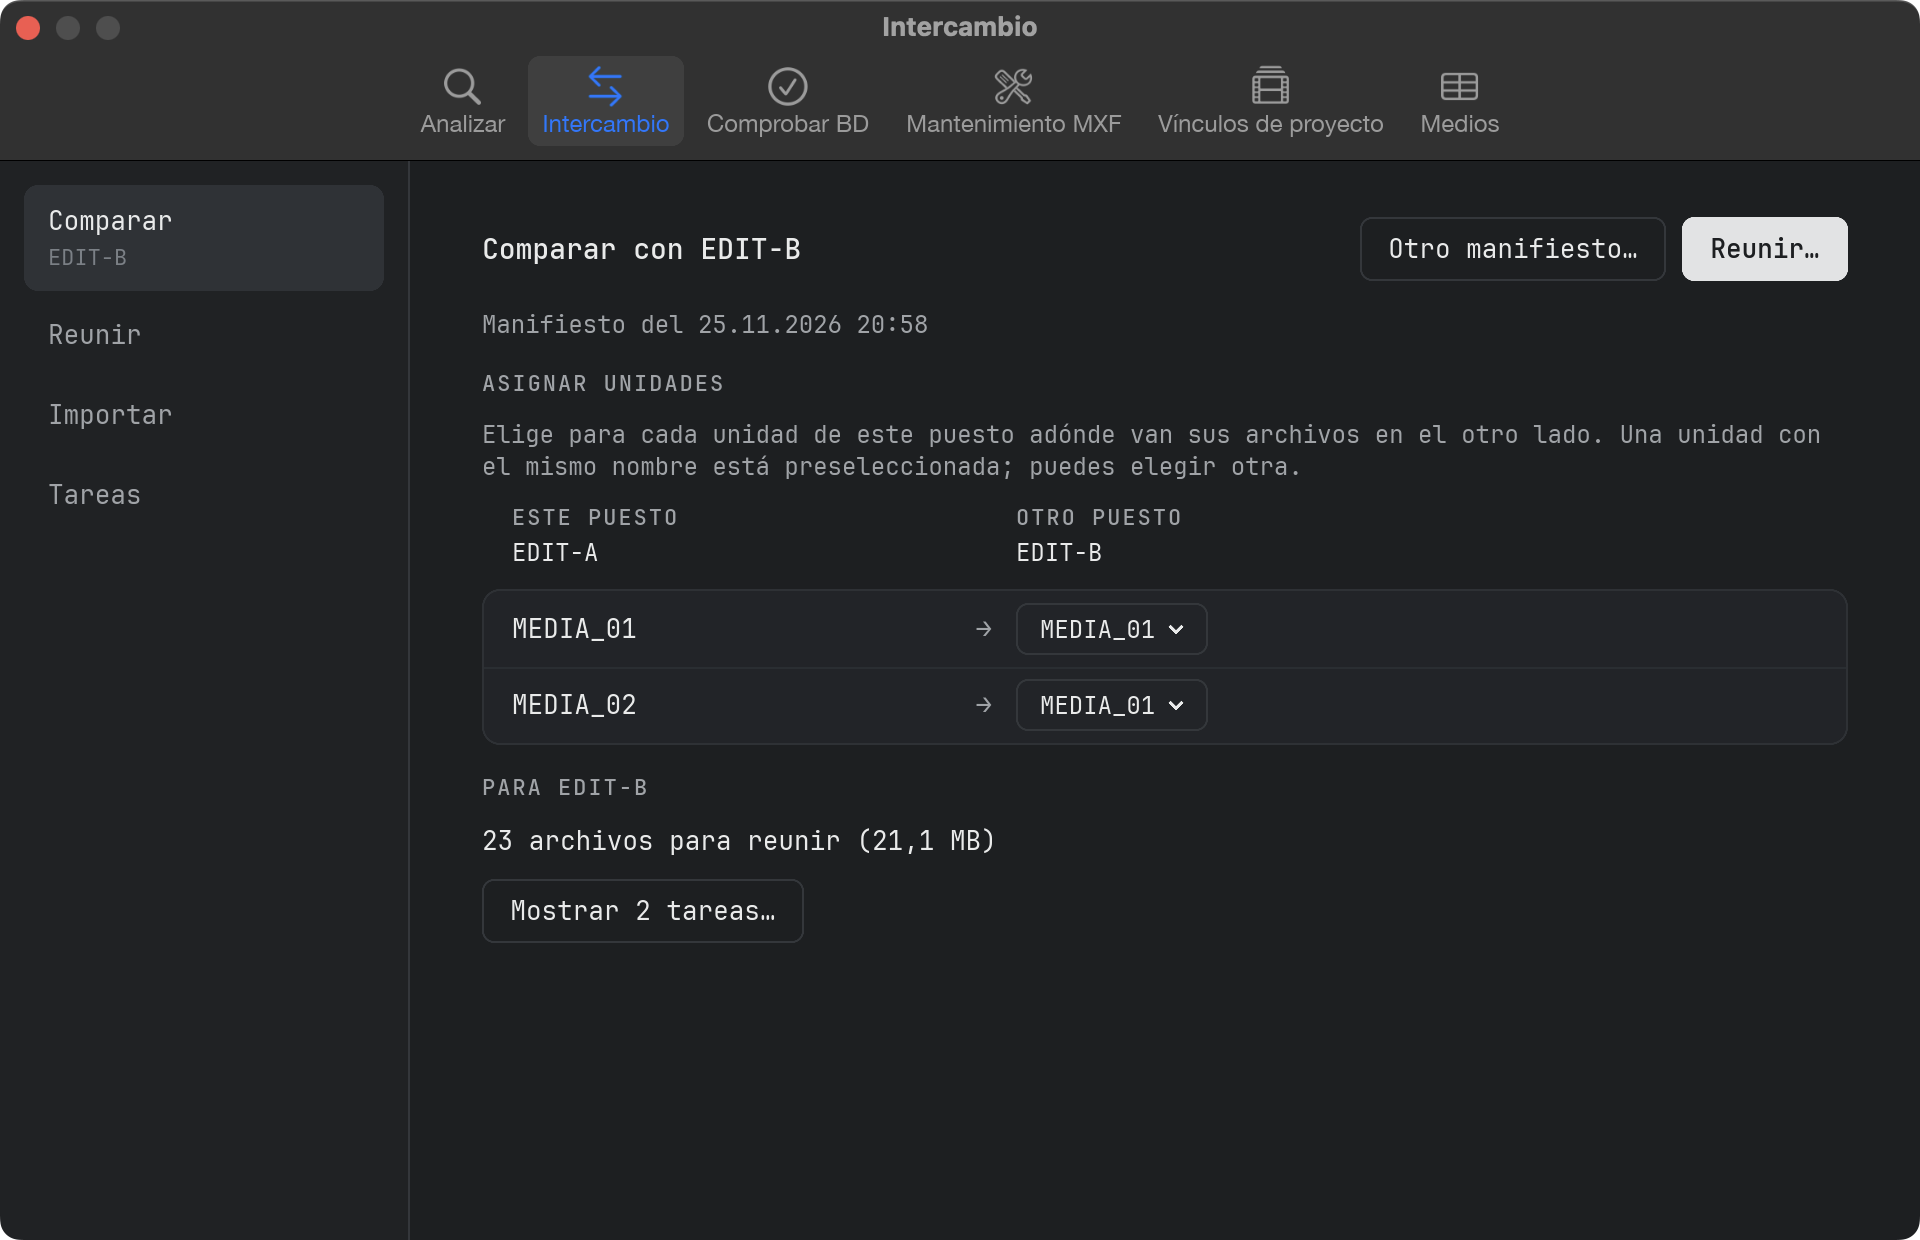 Intercambio
Analizar
Intercambio
Comprobar BD
Mantenimiento MXF
Vínculos de proyecto
Medios
Comparar
EDIT-B
Reunir
Importar
Tareas
Comparar con EDIT-B
Otro manifiesto…
Reunir…
Manifiesto del 25.11.2026 20:58
ASIGNAR UNIDADES
Elige para cada unidad de este puesto adónde van sus archivos en el otro lado. Una unidad con
el mismo nombre está preseleccionada; puedes elegir otra.
ESTE PUESTO
EDIT-A
OTRO PUESTO
EDIT-B
MEDIA_01 → MEDIA_01
MEDIA_02 → MEDIA_01
PARA EDIT-B
23 archivos para reunir (21,1 MB)
Mostrar 2 tareas…